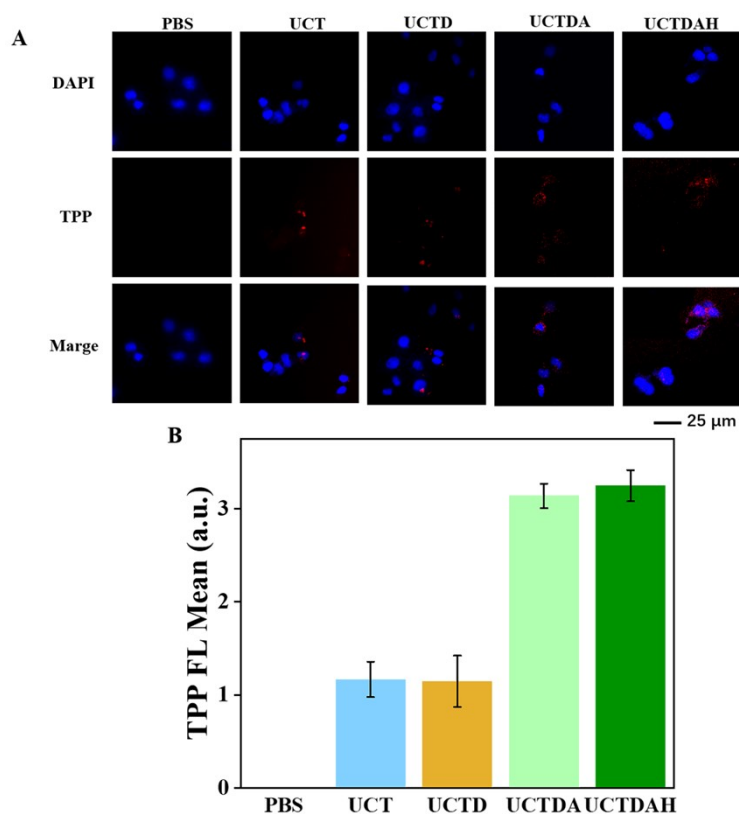 A
PBS UCT UCTD UCTDA UCTDAH
DAPI
TPP
Marge
25 μm
B
TPP FL Mean (a.u.)
3
2
1
0
PBS UCT UCTD UCTDA UCTDAH